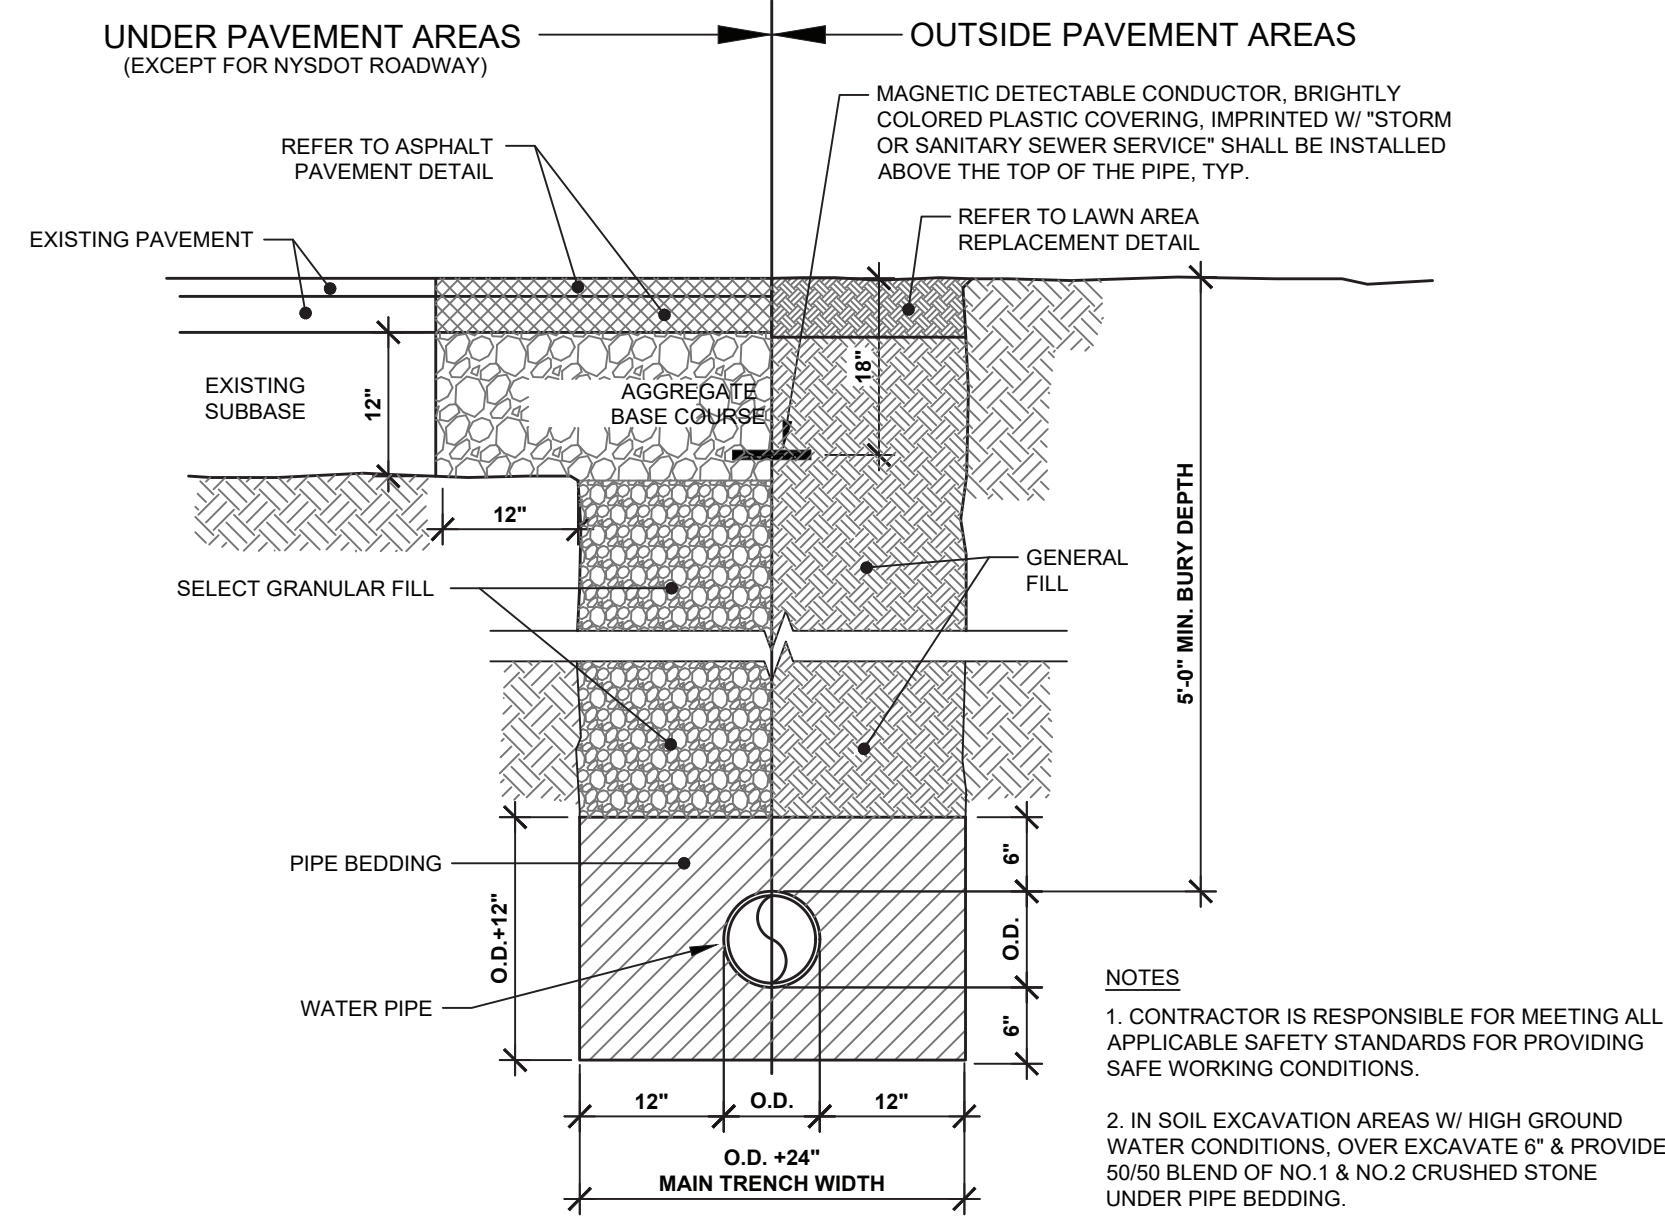 UNDER PAVEMENT AREAS
(EXCEPT FOR NYSDOT ROADWAY)
OUTSIDE PAVEMENT AREAS
MAGNETIC DETECTABLE CONDUCTOR, BRIGHTLY
COLORED PLASTIC COVERING, IMPRINTED W/ "STORM
OR SANITARY SEWER SERVICE" SHALL BE INSTALLED
ABOVE THE TOP OF THE PIPE, TYP.
REFER TO ASPHALT
PAVEMENT DETAIL
REFER TO LAWN AREA
REPLACEMENT DETAIL
EXISTING PAVEMENT
EXISTING
SUBBASE
12"
AGGREGATE
BASE COURSE
18"
12"
5'-0" MIN. BURY DEPTH
GENERAL
FILL
SELECT GRANULAR FILL
PIPE BEDDING
6"
O.D.+12"
O.D.
WATER PIPE
6"
12"
O.D.
12"
O.D. +24"
MAIN TRENCH WIDTH
NOTES
1. CONTRACTOR IS RESPONSIBLE FOR MEETING ALL
APPLICABLE SAFETY STANDARDS FOR PROVIDING
SAFE WORKING CONDITIONS.
2. IN SOIL EXCAVATION AREAS W/ HIGH GROUND
WATER CONDITIONS, OVER EXCAVATE 6" & PROVIDE
50/50 BLEND OF NO.1 & NO.2 CRUSHED STONE
UNDER PIPE BEDDING.